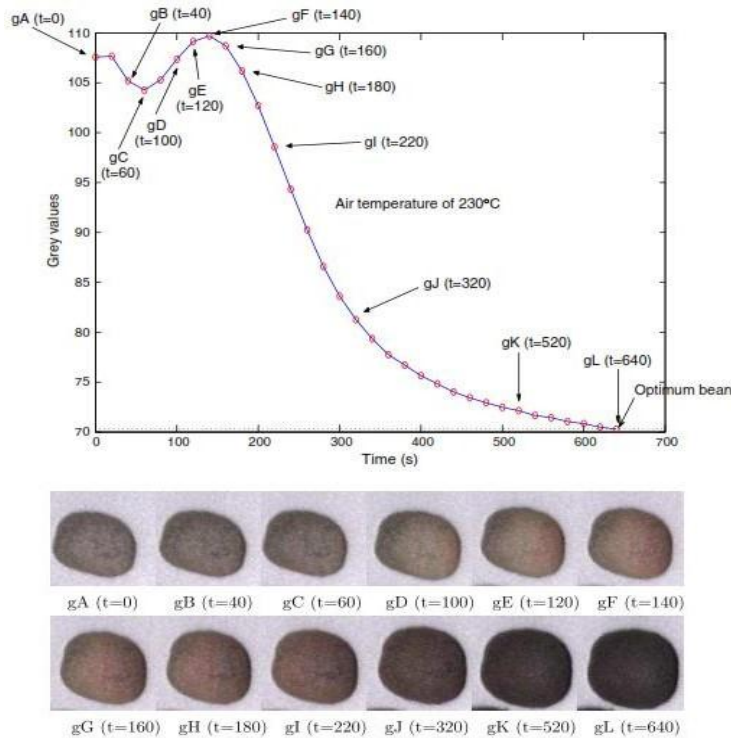 gA (t=0)
gB (t=40)
gF (t=140)
gG (t=160)
gH (t=180)
gE
(t=120)
gD
(t=100)
gC
(t=60)
gI (t=220)
Air temperature of 230°C
gJ (t=320)
gK (t=520)
gL (t=640)
Optimum bean
Grey values
110
105
100
95
90
85
80
75
70
0 100 200 300 400 500 600 700
Time (s)
gA (t=0) gB (t=40) gC (t=60) gD (t=100) gE (t=120) gF (t=140)
gG (t=160) gH (t=180) gI (t=220) gJ (t=320) gK (t=520) gL (t=640)